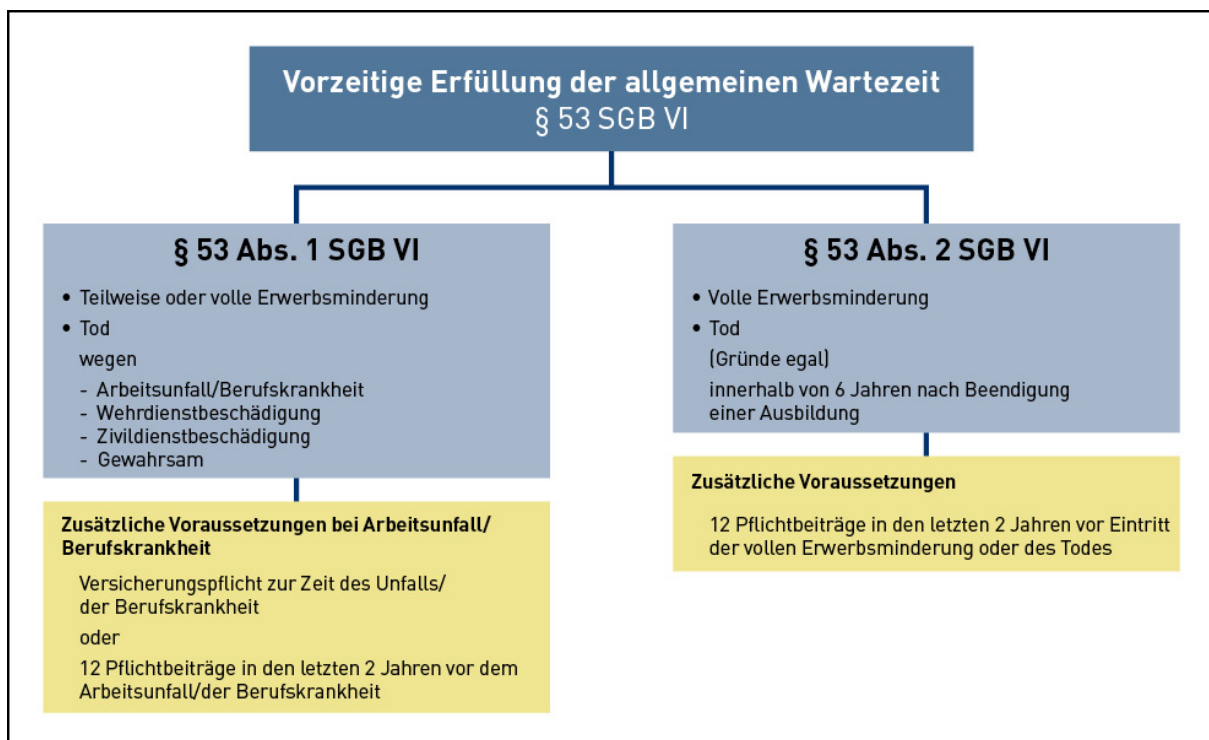 Vorzeitige Erfüllung der allgemeinen Wartezeit
§ 53 SGB VI
§ 53 Abs. 1 SGB VI
• Teilweise oder volle Erwerbsminderung
• Tod
wegen
- Arbeitsunfall/Berufskrankheit
- Wehrdienstbeschädigung
- Zivildienstbeschädigung
- Gewahrsam
Zusätzliche Voraussetzungen bei Arbeitsunfall/
Berufskrankheit
Versicherungspflicht zur Zeit des Unfalls/
der Berufskrankheit
oder
12 Pflichtbeiträge in den letzten 2 Jahren vor dem
Arbeitsunfall/der Berufskrankheit
§ 53 Abs. 2 SGB VI
• Volle Erwerbsminderung
• Tod
(Gründe egal)
innerhalb von 6 Jahren nach Beendigung
einer Ausbildung
Zusätzliche Voraussetzungen
12 Pflichtbeiträge in den letzten 2 Jahren vor Eintritt
der vollen Erwerbsminderung oder des Todes